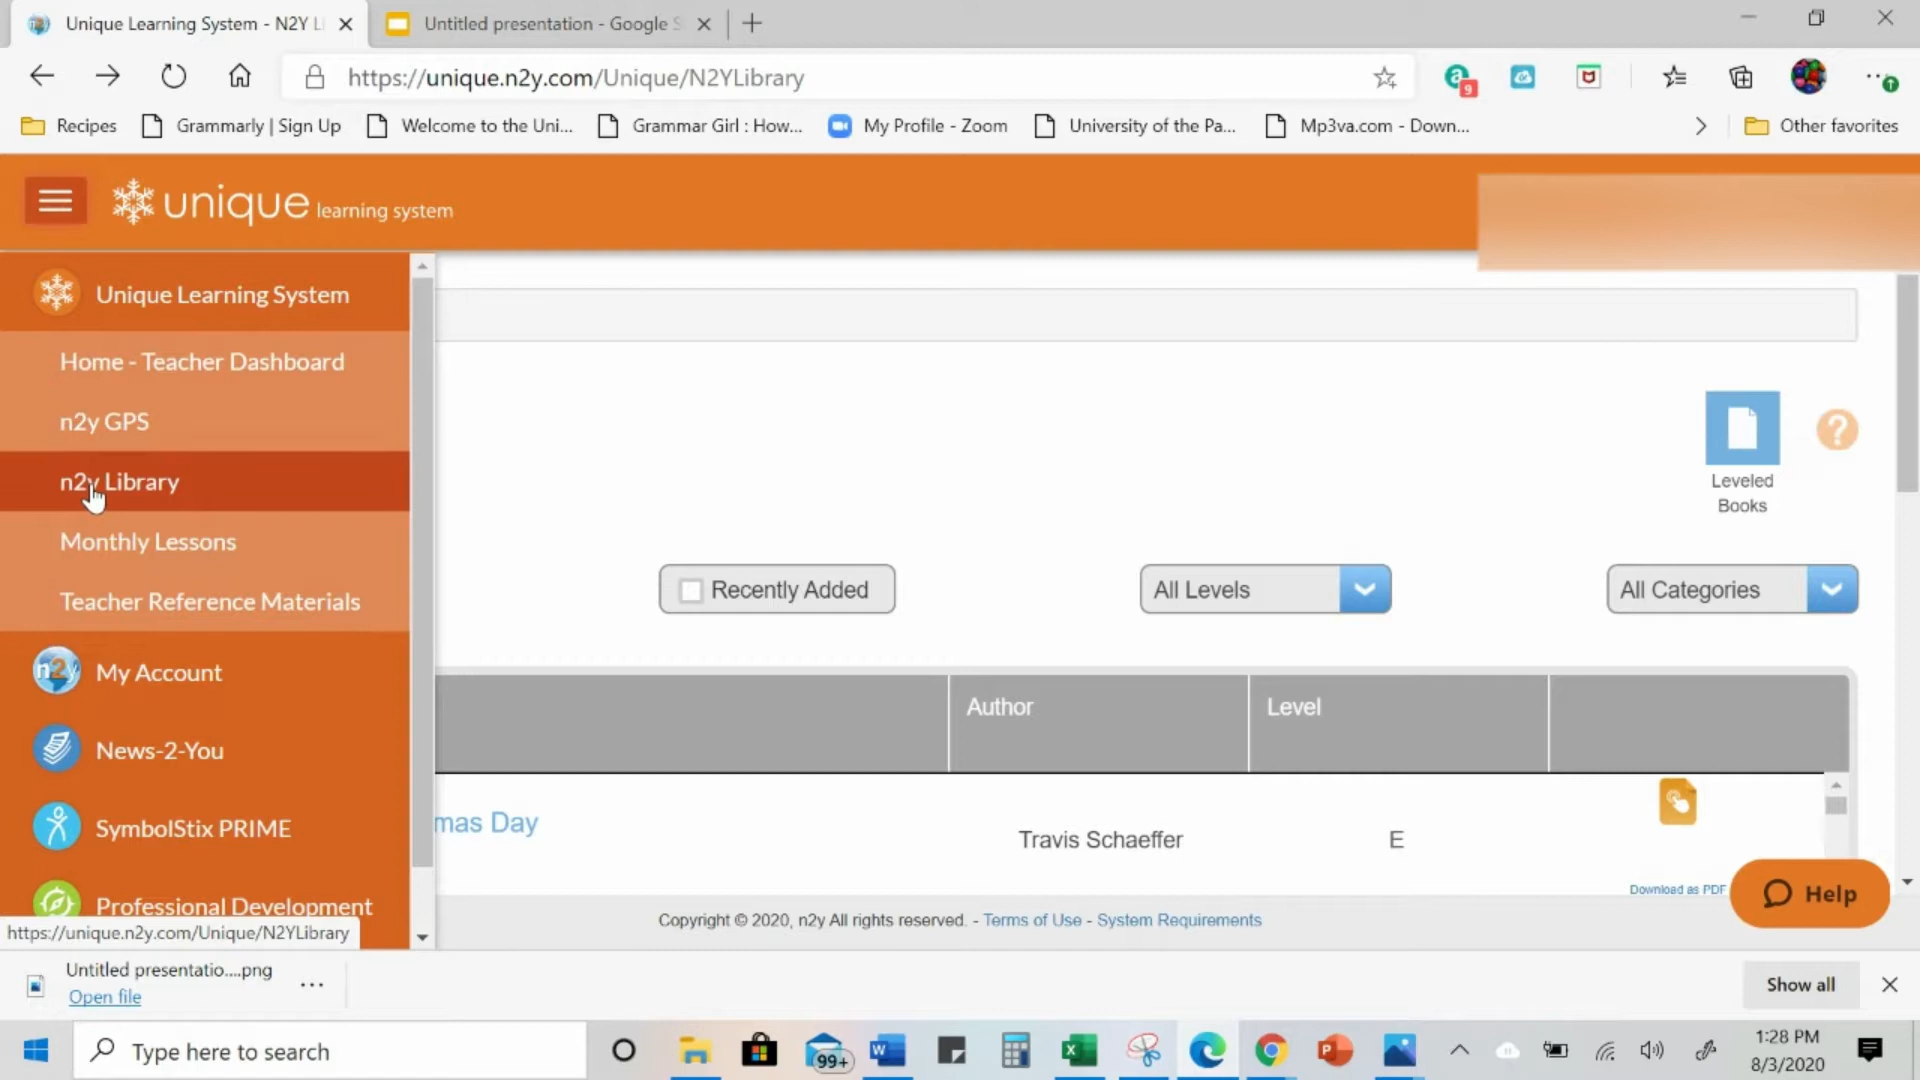 Unique Learning System - N2Y Li
Untitled presentation - Google S
https://unique.n2y.com/Unique/N2YLibrary
9
Recipes
Grammarly | Sign Up
Welcome to the Uni...
Grammar Girl : How...
My Profile - Zoom
University of the Pa...
Mp3va.com - Down...
Other favorites
unique learning system
Unique Learning System
Home - Teacher Dashboard
n2y GPS
n2y Library
Monthly Lessons
Teacher Reference Materials
n2y
My Account
News-2-You
SymbolStix PRIME
Professional Development
https://unique.n2y.com/Unique/N2YLibrary
?
Leveled
Books
Recently Added
All Levels
All Categories
Author
Level
mas Day
Travis Schaeffer
E
Download as PDF
Help
Copyright © 2020, n2y All rights reserved. - Terms of Use - System Requirements
Untitled presentatio....png
Open file
Show all
Type here to search
99+
1:28 PM
8/3/2020